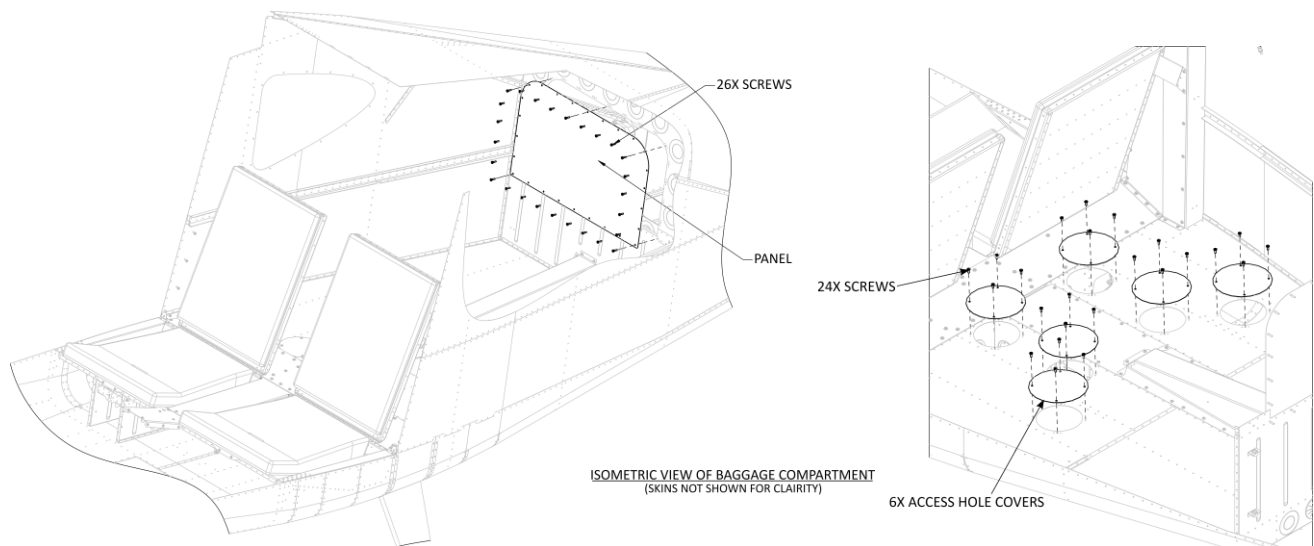 26X SCREWS
PANEL
ISOMETRIC VIEW OF BAGGAGE COMPARTMENT
(SKINS NOT SHOWN FOR CLAIRITY)
24X SCREWS
6X ACCESS HOLE COVERS